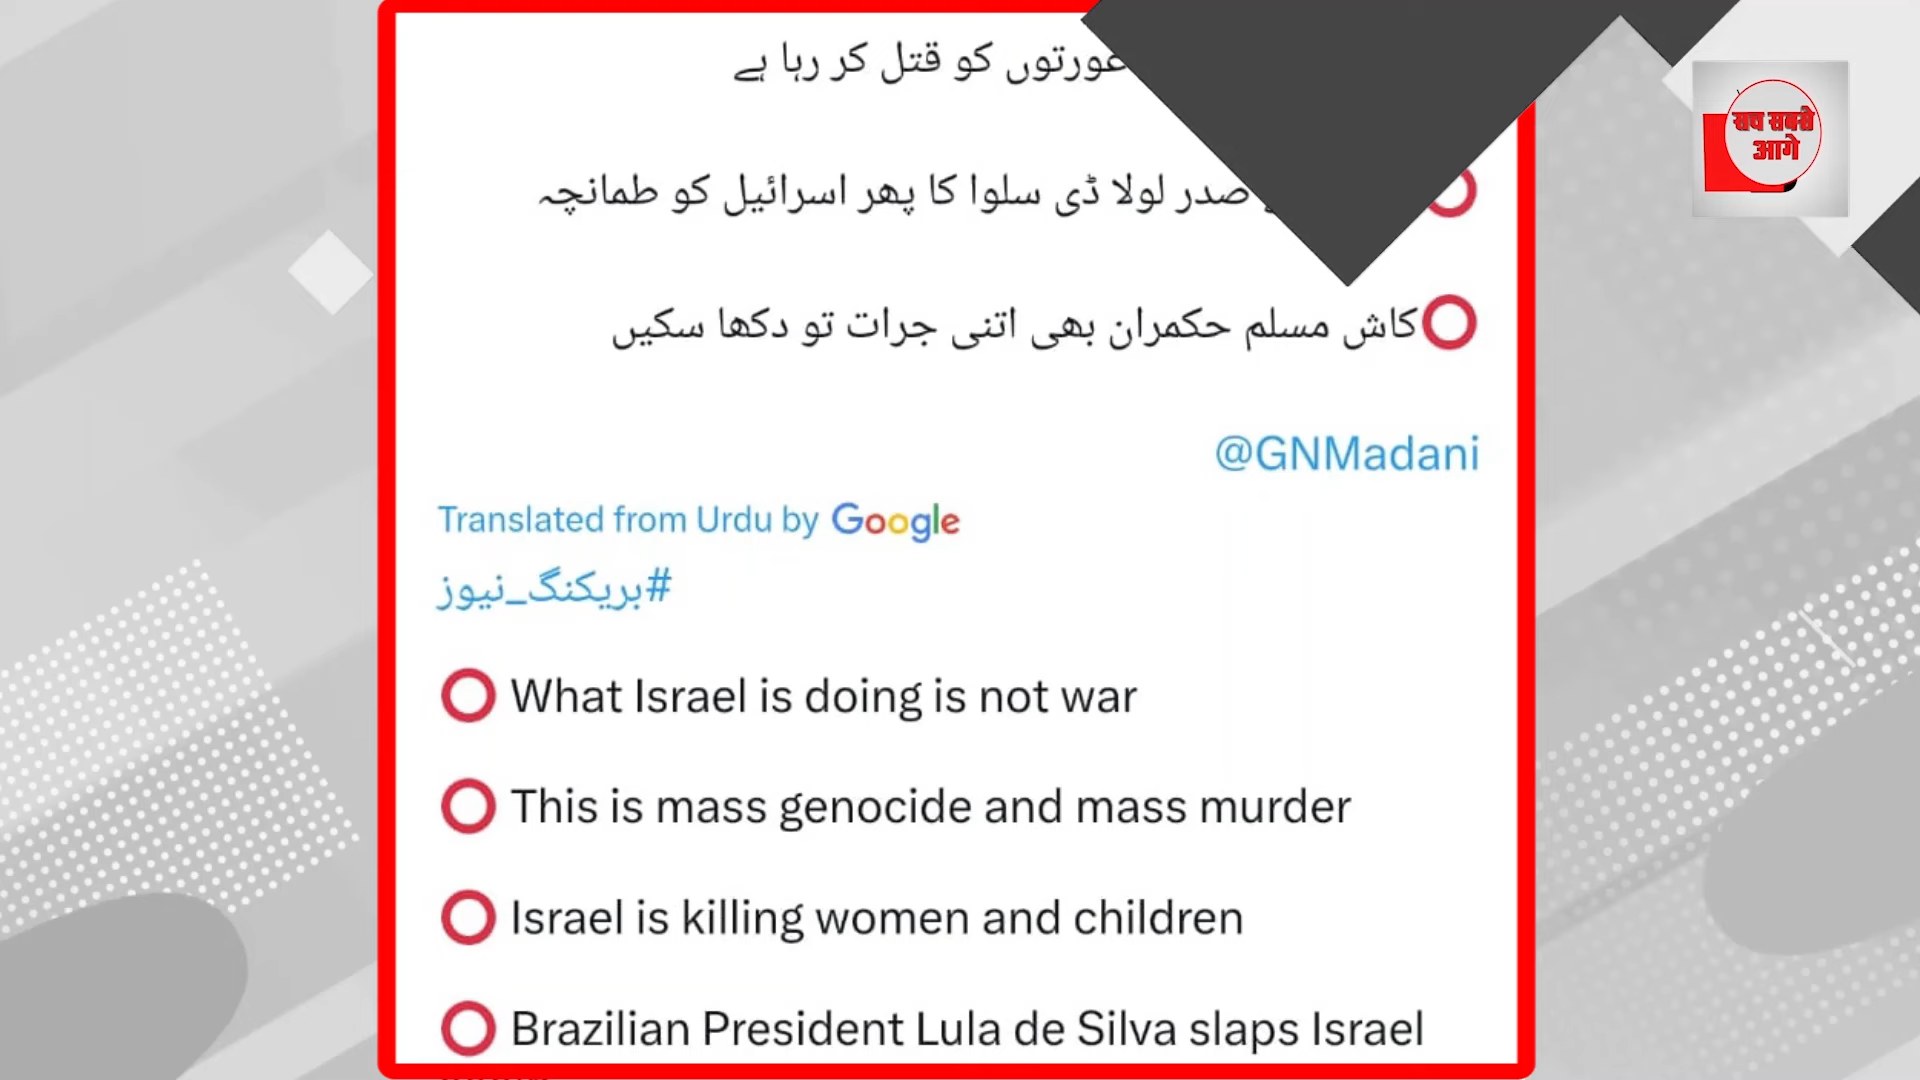 عورتوں کو قتل کر رہا ہے
صدر لولا ڈی سلوا کا پھر اسرائیل کو طمانچہ
کاش مسلم حکمران بھی اتنی جرات تو دکھا سکیں
@GNMadani
Translated from Urdu by Google
#بریکنگ_نیوز
What Israel is doing is not war
This is mass genocide and mass murder
Israel is killing women and children
Brazilian President Lula de Silva slaps Israel
सच सबसे
आगे